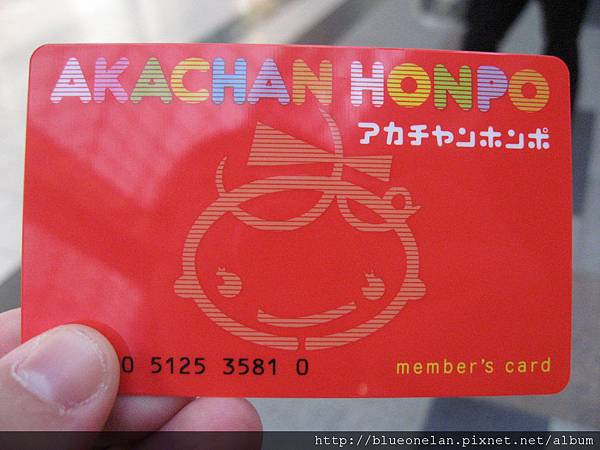 AKACHAN HONPO
アカチャンホンポ
0 5125 3581 0
member's card
http://blueonelan.pixnet.net/album